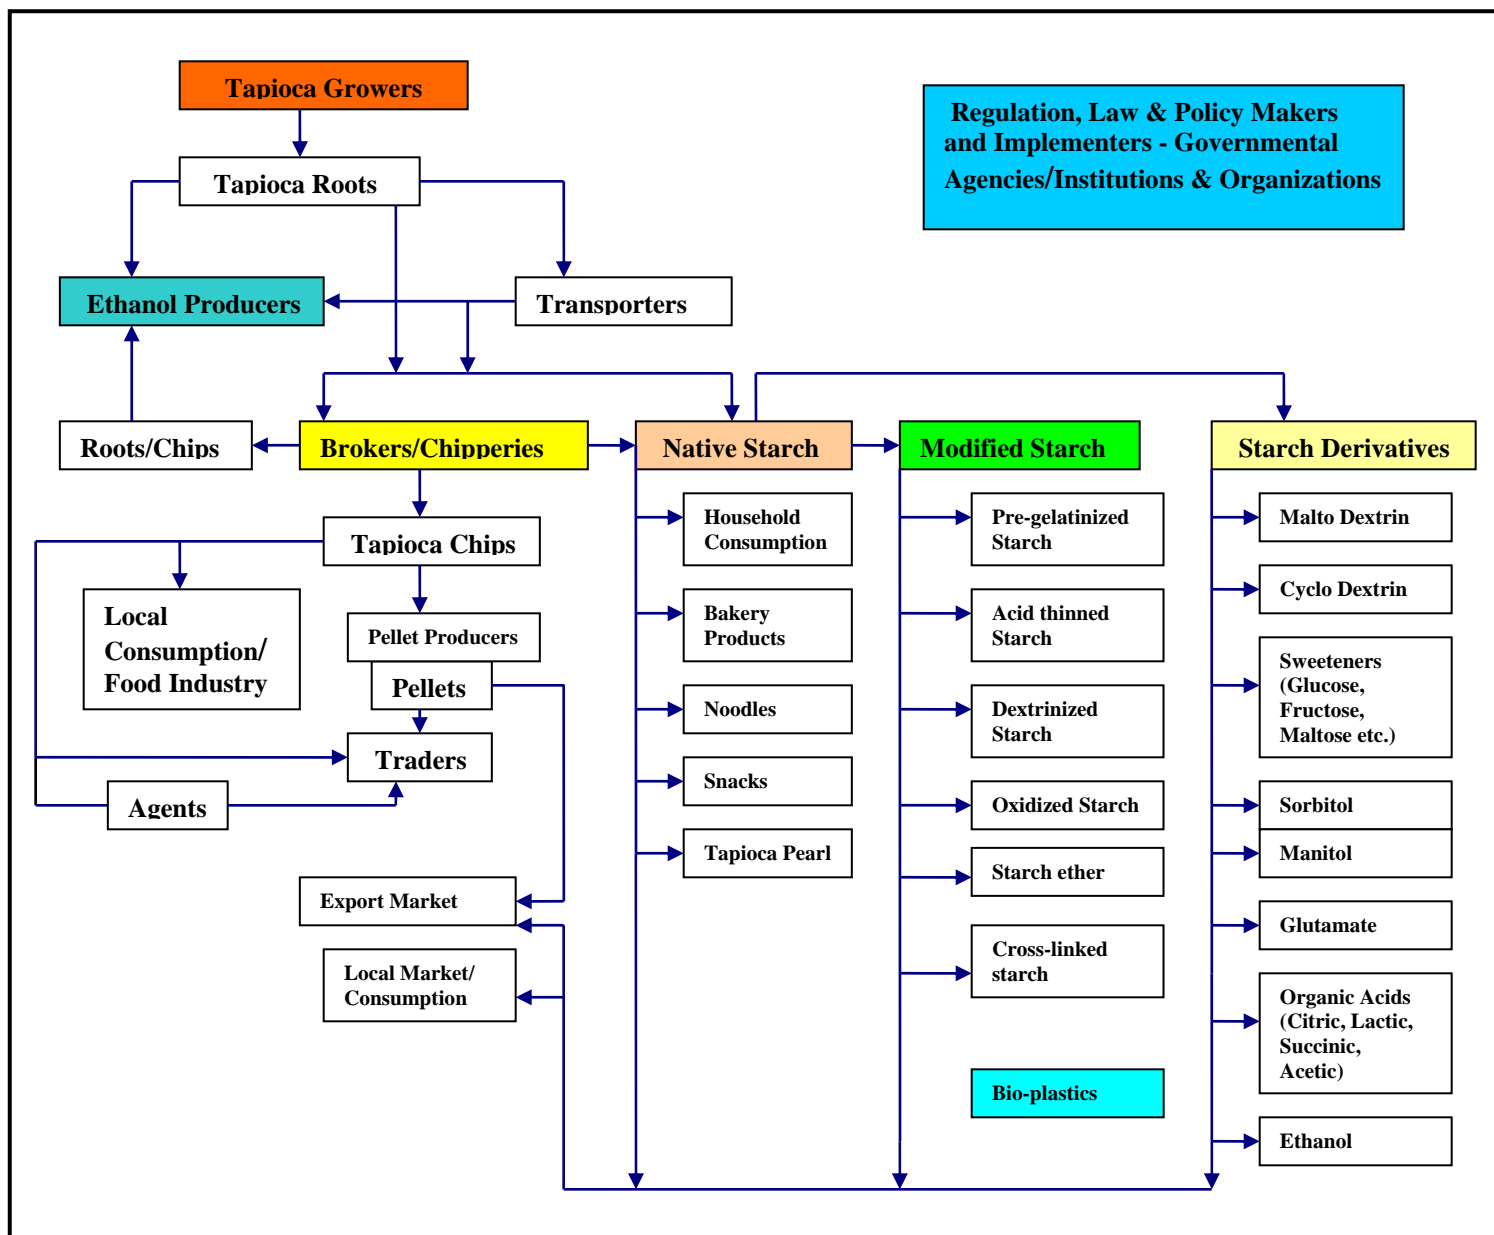 Tapioca Growers
Regulation, Law & Policy Makers
and Implementers - Governmental
Agencies/Institutions & Organizations
Tapioca Roots
Ethanol Producers
Transporters
Roots/Chips
Brokers/Chipperies
Native Starch
Modified Starch
Starch Derivatives
Tapioca Chips
Local
Consumption/
Food Industry
Pellet Producers
Pellets
Traders
Agents
Export Market
Local Market/
Consumption
Household
Consumption
Bakery
Products
Noodles
Snacks
Tapioca Pearl
Pre-gelatinized
Starch
Acid thinned
Starch
Dextrinized
Starch
Oxidized Starch
Starch ether
Cross-linked
starch
Bio-plastics
Malto Dextrin
Cyclo Dextrin
Sweeteners
(Glucose,
Fructose,
Maltose etc.)
Sorbitol
Manitol
Glutamate
Organic Acids
(Citric, Lactic,
Succinic,
Acetic)
Ethanol